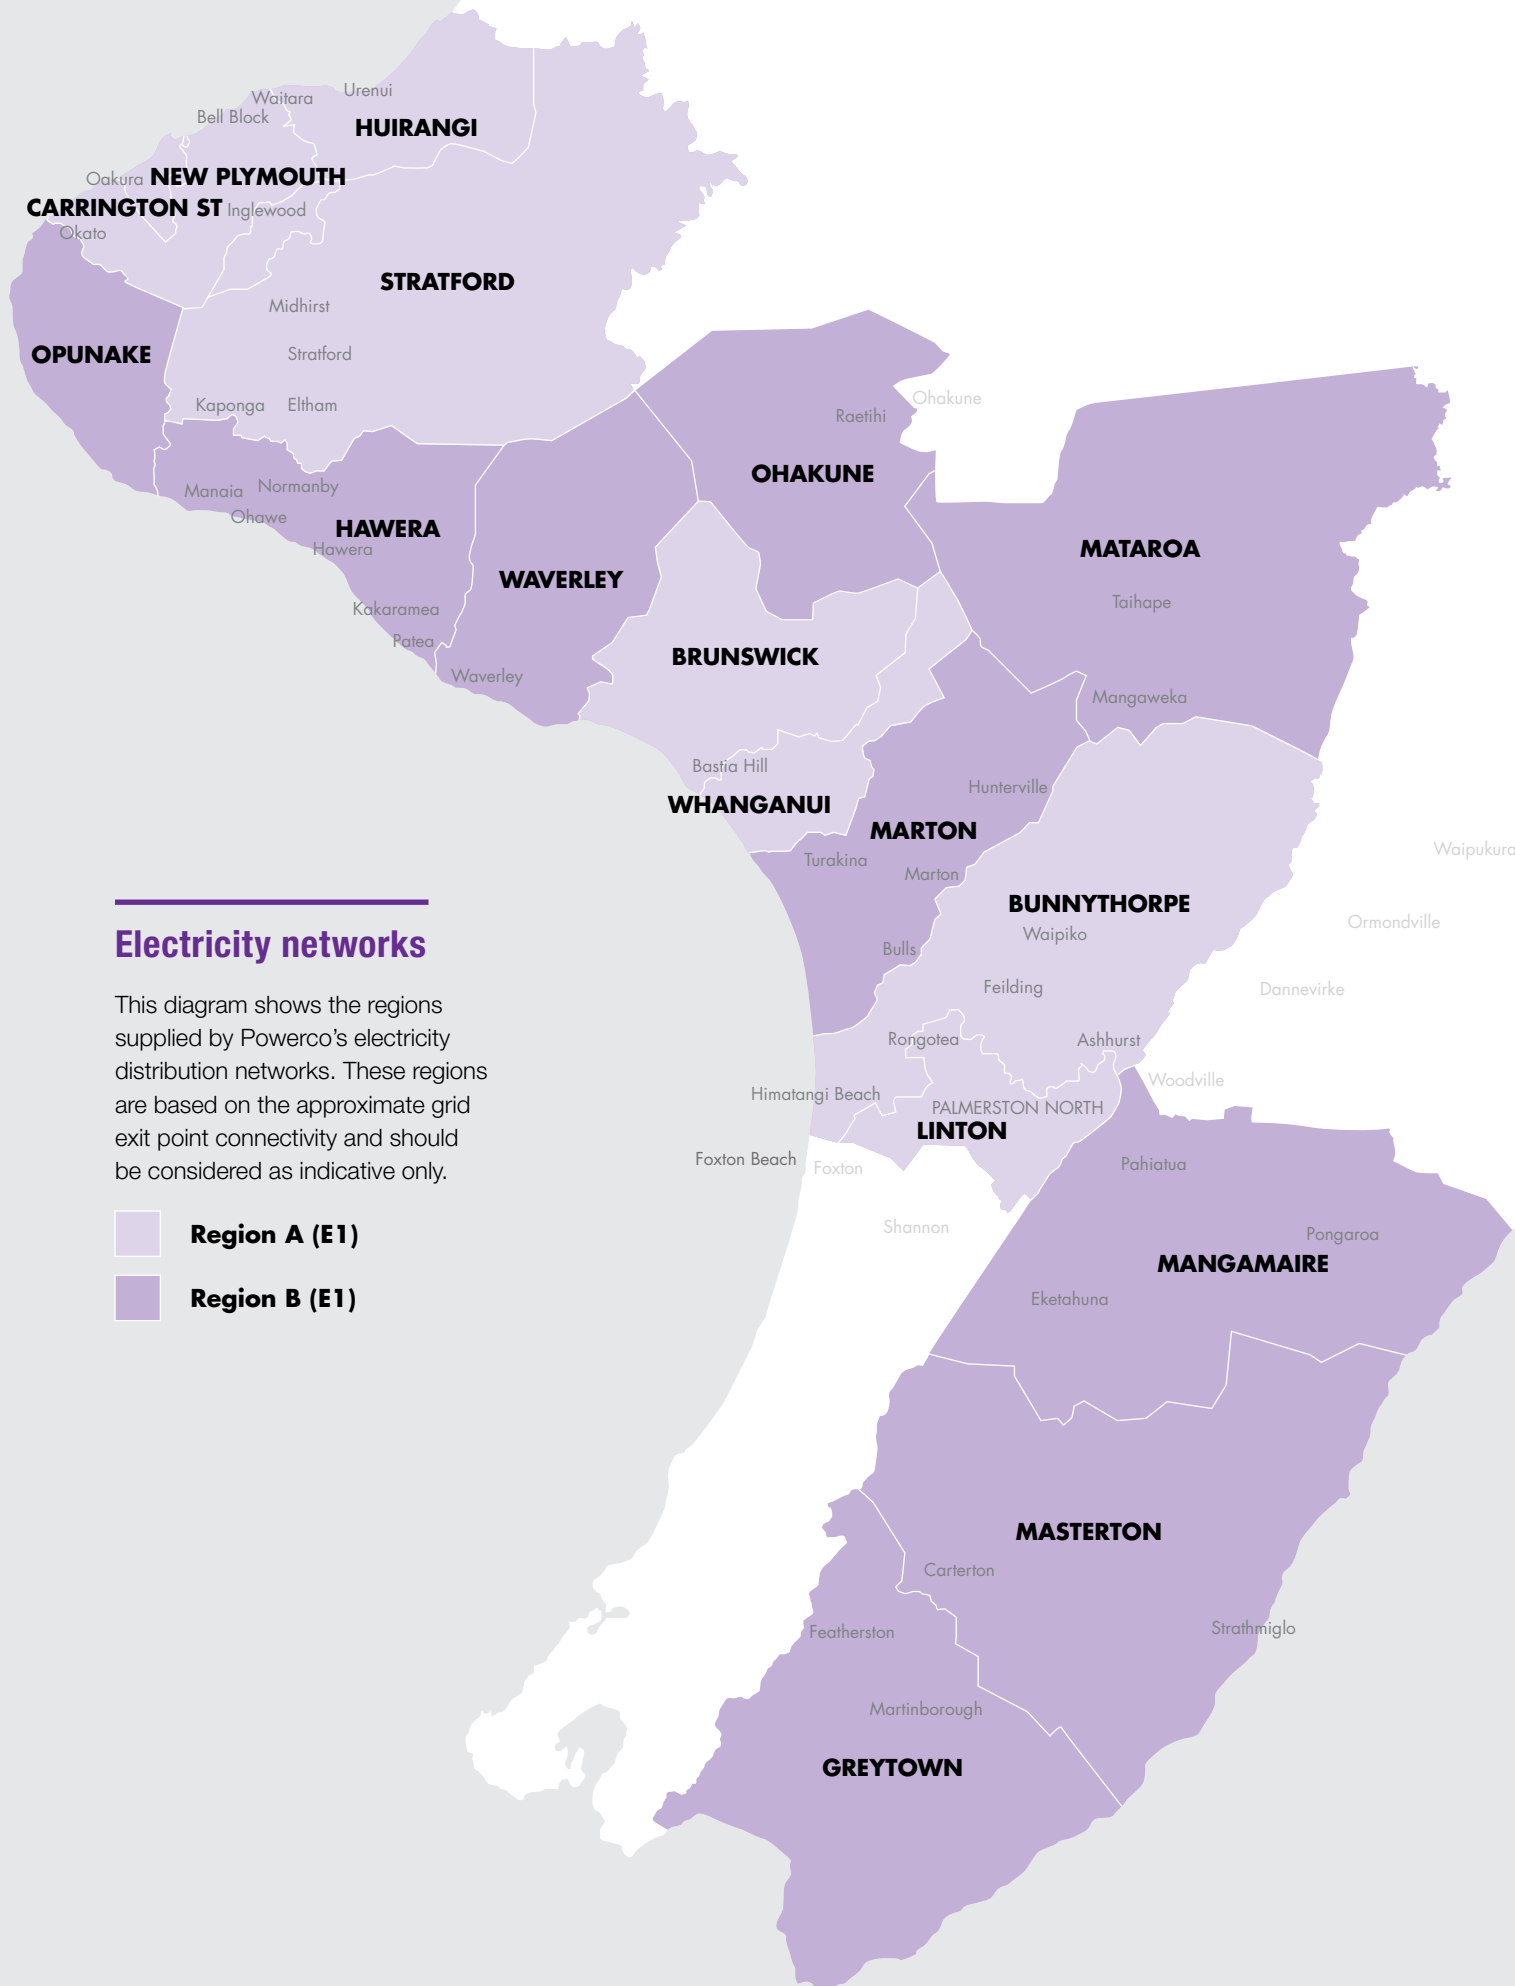 Urenui
Waitara
Bell Block
HUIRANGI
Oakura
NEW PLYMOUTH
CARRINGTON ST
Inglewood
Okato
STRATFORD
Midhirst
OPUNAKE
Stratford
Kaponga
Eltham
Ohakune
Raetihi
OHAKUNE
Manaia
Normanby
Ohawe
HAWERA
Hawera
MATAROA
WAVERLEY
Taihape
Kakaramea
Patea
BRUNSWICK
Waverley
Mangaweka
Bastia Hill
Hunterville
WHANGANUI
MARTON
Waipukura
Turakina
Marton
BUNNYTHORPE
Ormondville
Waipiko
Bulls
Feilding
Dannevirke
Rongotea
Ashhurst
Woodville
Himatangi Beach
PALMERSTON NORTH
LINTON
Foxton Beach
Foxton
Pahiatua
Shannon
Pongaroa
MANGAMAIRE
Eketahuna
MASTERTON
Carterton
Strathmiglo
Featherston
Martinborough
GREYTOWN
Electricity networks
This diagram shows the regions
supplied by Powerco's electricity
distribution networks. These regions
are based on the approximate grid
exit point connectivity and should
be considered as indicative only.
Region A (E1)
Region B (E1)